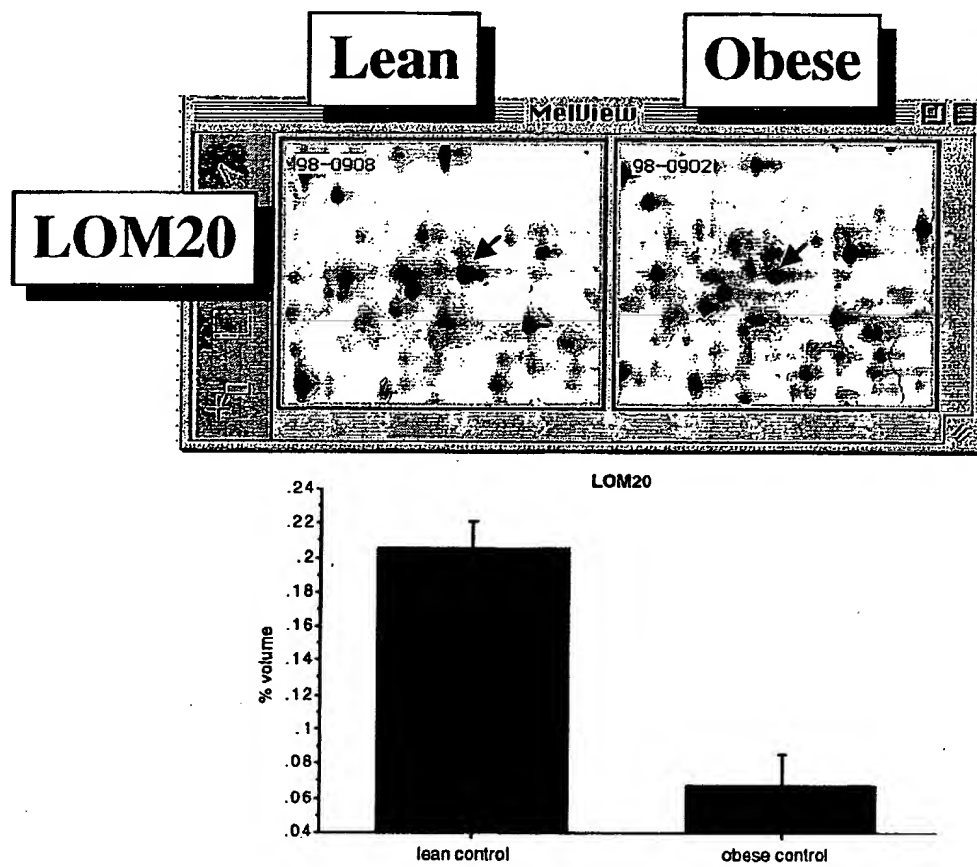 Lean
Obese
MelView
98-0908
98-0902
LOM20
LOM20
.24
.22
.2
.18
.16
.14
.12
.1
.08
.06
.04
% volume
lean control
obese control